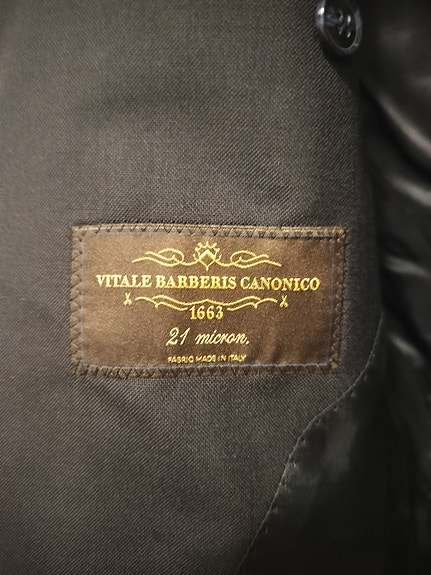 VITALE BARBERIS CANONICO
1663
21 micron.
FABRIC MADE IN ITALY